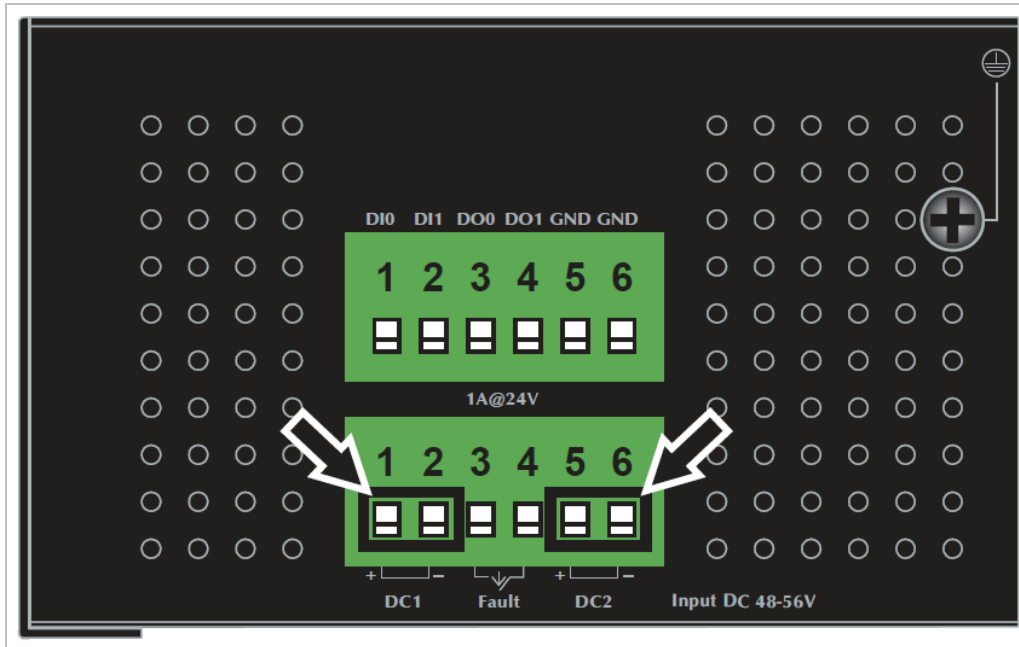 DI0 DI1 DO0 DO1 GND GND
1 2 3 4 5 6
1A@24V
1 2 3 4 5 6
+ − + −
DC1 Fault DC2 Input DC 48-56V